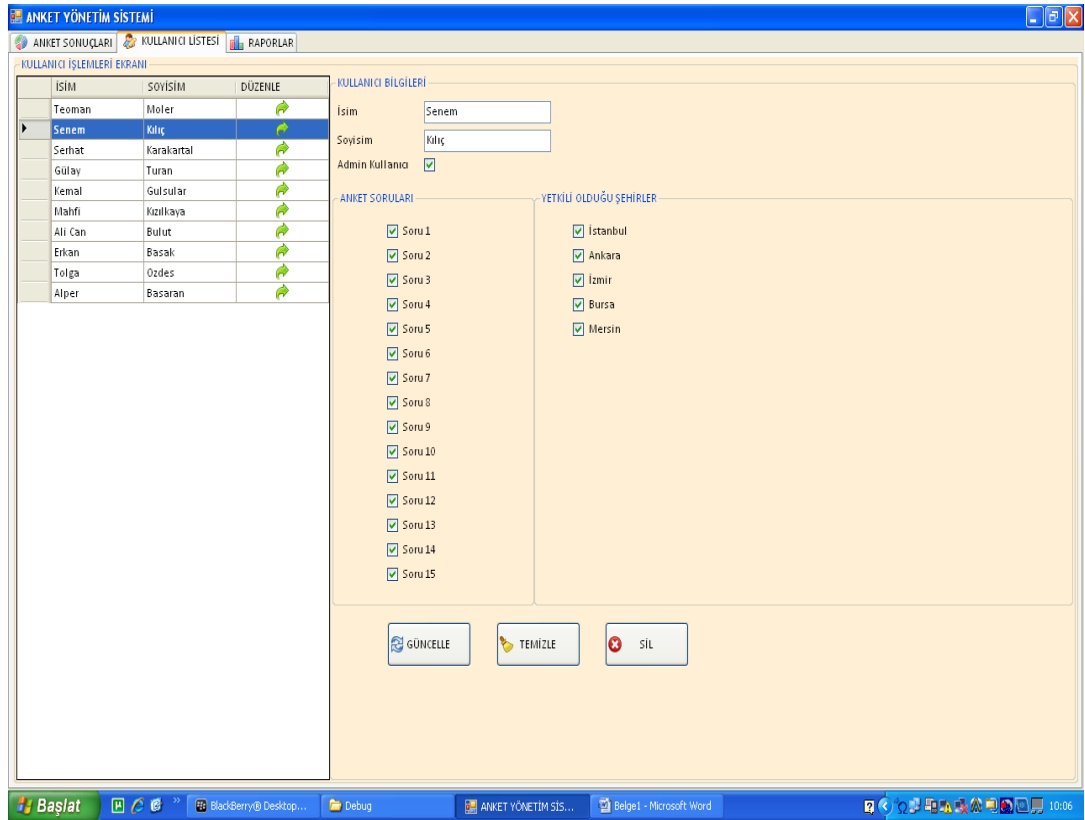 ANKET YÖNETİM SİSTEMİ
ANKET SONUÇLARI KULLANICI LİSTESİ RAPORLAR
KULLANICI İŞLEMLERİ EKRANI
İSİM SOYİSİM DÜZENLE
Teoman Moler
Senem Kılıç
Serhat Karakartal
Gülay Turan
Kemal Gulsular
Mahfi Kızılkaya
Ali Can Bulut
Erkan Basak
Tolga Ozdes
Alper Basaran
KULLANICI BİLGİLERİ
İsim Senem
Soyisim Kılıç
Admin Kullanıcı
ANKET SORULARI
Soru 1
Soru 2
Soru 3
Soru 4
Soru 5
Soru 6
Soru 7
Soru 8
Soru 9
Soru 10
Soru 11
Soru 12
Soru 13
Soru 14
Soru 15
YETKİLİ OLDUĞU ŞEHİRLER
İstanbul
Ankara
İzmir
Bursa
Mersin
GÜNCELLE TEMİZLE SİL
Başlat BlackBerry® Desktop... Debug ANKET YÖNETİM SİS... Belge1 - Microsoft Word 10:06